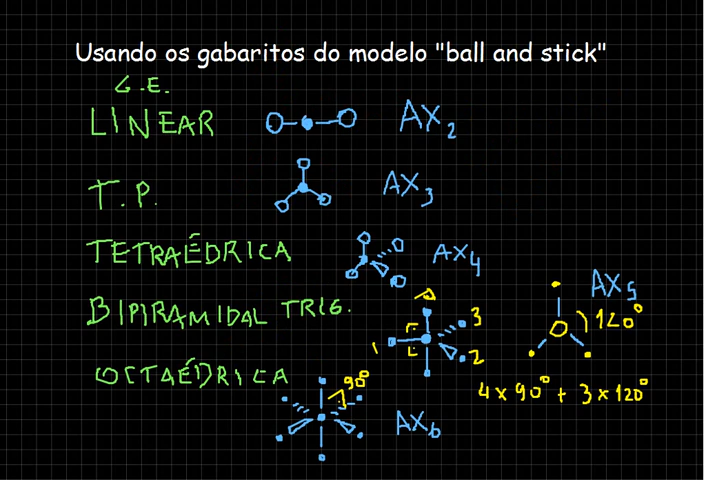 Usando os gabaritos do modelo "ball and stick"
G.E.
LINEAR AX2
T.P. AX3
TETRAÉDRICA AX4
BIPIRAMIDAL TRIG. AX5
3
1
2
120°
4 x 90° + 3 x 120°
OCTAÉDRICA
90°
AX6